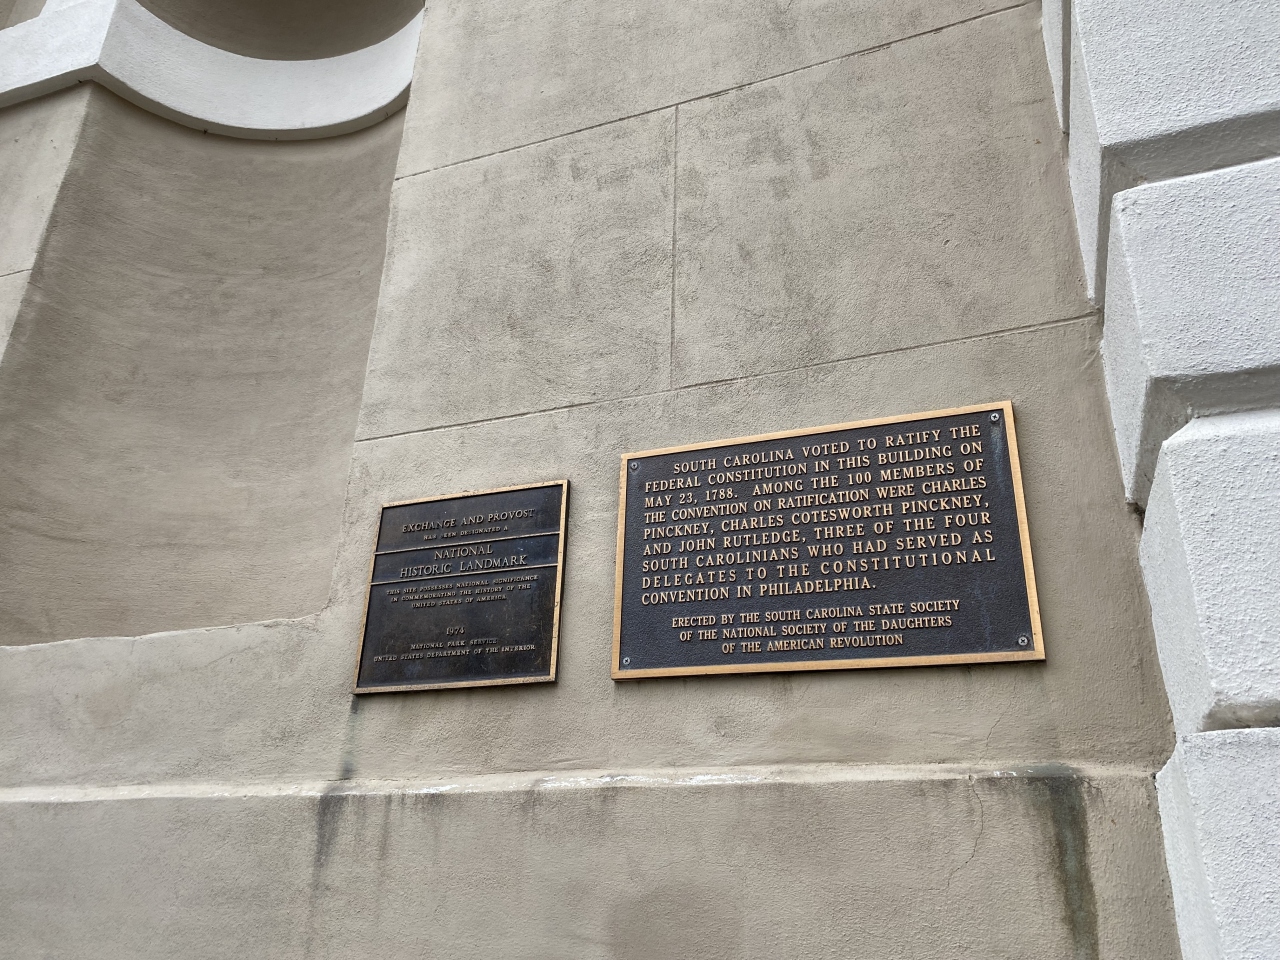 EXCHANGE AND PROVOST
HAS BEEN DESIGNATED A
NATIONAL
HISTORIC LANDMARK
THIS SITE POSSESSES NATIONAL SIGNIFICANCE
IN COMMEMORATING THE HISTORY OF THE
UNITED STATES OF AMERICA
1974
NATIONAL PARK SERVICE
UNITED STATES DEPARTMENT OF THE INTERIOR
SOUTH CAROLINA VOTED TO RATIFY THE
FEDERAL CONSTITUTION IN THIS BUILDING ON
MAY 23, 1788. AMONG THE 100 MEMBERS OF
THE CONVENTION ON RATIFICATION WERE CHARLES
PINCKNEY, CHARLES COTESWORTH PINCKNEY,
AND JOHN RUTLEDGE, THREE OF THE FOUR
SOUTH CAROLINIANS WHO HAD SERVED AS
DELEGATES TO THE CONSTITUTIONAL
CONVENTION IN PHILADELPHIA.
ERECTED BY THE SOUTH CAROLINA STATE SOCIETY
OF THE NATIONAL SOCIETY OF THE DAUGHTERS
OF THE AMERICAN REVOLUTION